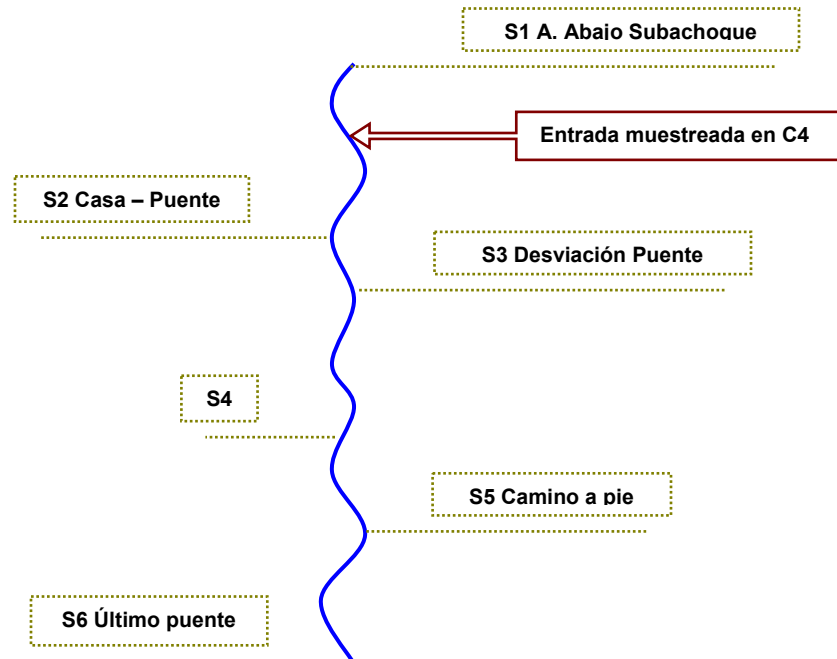 S1 A. Abajo Subachoque
Entrada muestreada en C4
S2 Casa – Puente
S3 Desviación Puente
S4
S5 Camino a pie
S6 Último puente